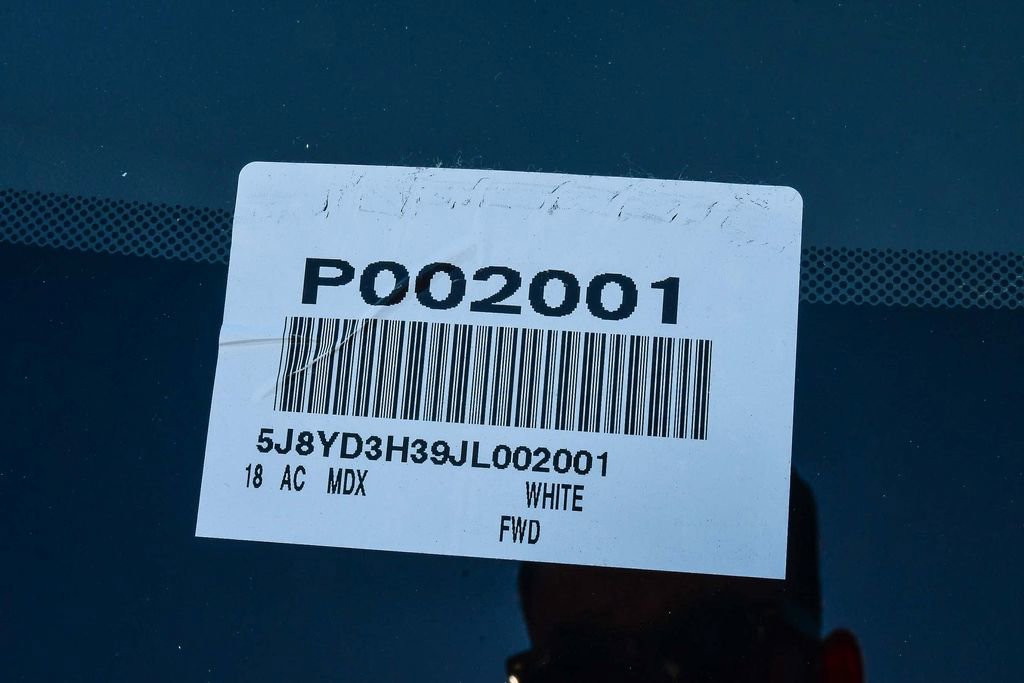 P002001
5J8YD3H39JL002001
18 AC MDX WHITE
FWD